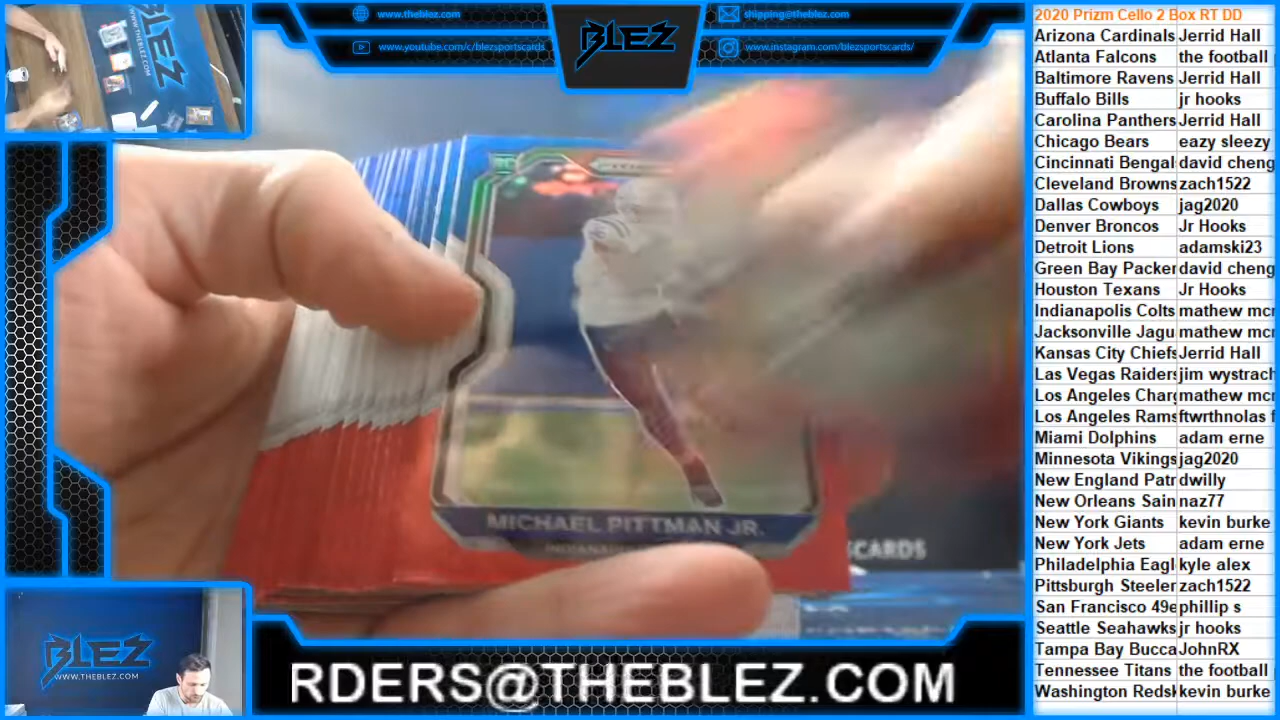 www.theblez.com
shipping@theblez.com
www.youtube.com/c/blezsportscards
www.instagram.com/blezsportscards/
BLEZ
RC
MICHAEL PITTMAN JR.
SCARDS
BLEZ
WWW.THEBLEZ.COM
RDERS@THEBLEZ.COM
2020 Prizm Cello 2 Box RT DD
Arizona Cardinals Jerrid Hall
Atlanta Falcons the football
Baltimore Ravens Jerrid Hall
Buffalo Bills jr hooks
Carolina Panthers Jerrid Hall
Chicago Bears eazy sleezy
Cincinnati Bengal david cheng
Cleveland Browns zach1522
Dallas Cowboys jag2020
Denver Broncos Jr Hooks
Detroit Lions adamski23
Green Bay Packer david cheng
Houston Texans Jr Hooks
Indianapolis Colts mathew mcr
Jacksonville Jagu mathew mcr
Kansas City Chiefs Jerrid Hall
Las Vegas Raiders jim wystrach
Los Angeles Charg mathew mcr
Los Angeles Rams ftwrthnolas f
Miami Dolphins adam erne
Minnesota Vikings jag2020
New England Patr dwilly
New Orleans Sain naz77
New York Giants kevin burke
New York Jets adam erne
Philadelphia Eagl kyle alex
Pittsburgh Steeler zach1522
San Francisco 49e phillip s
Seattle Seahawks jr hooks
Tampa Bay Bucca JohnRX
Tennessee Titans the football
Washington Redsk kevin burke